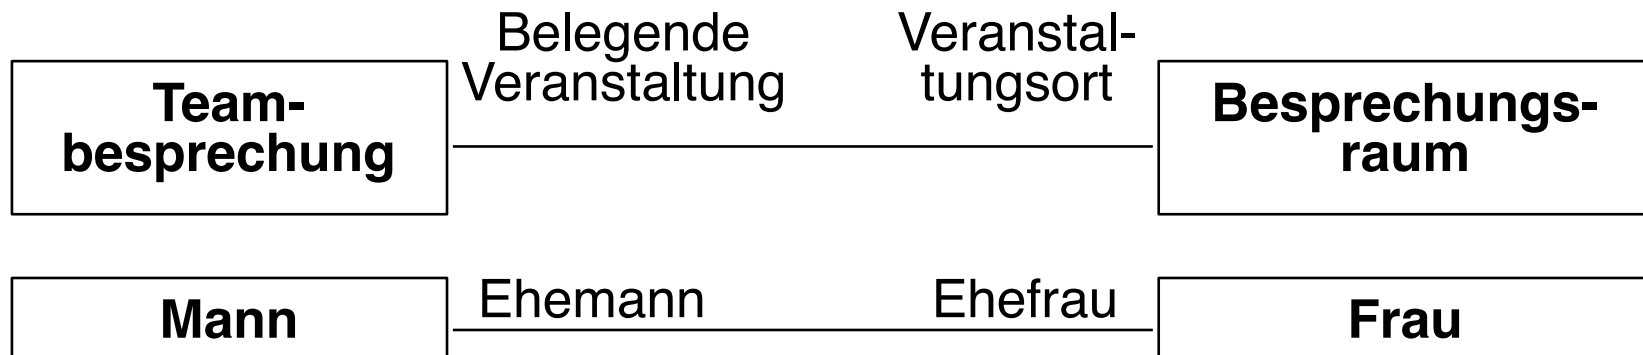 Team-
besprechung
Belegende
Veranstaltung
Veranstal-
tungsort
Besprechungs-
raum
Mann
Ehemann
Ehefrau
Frau